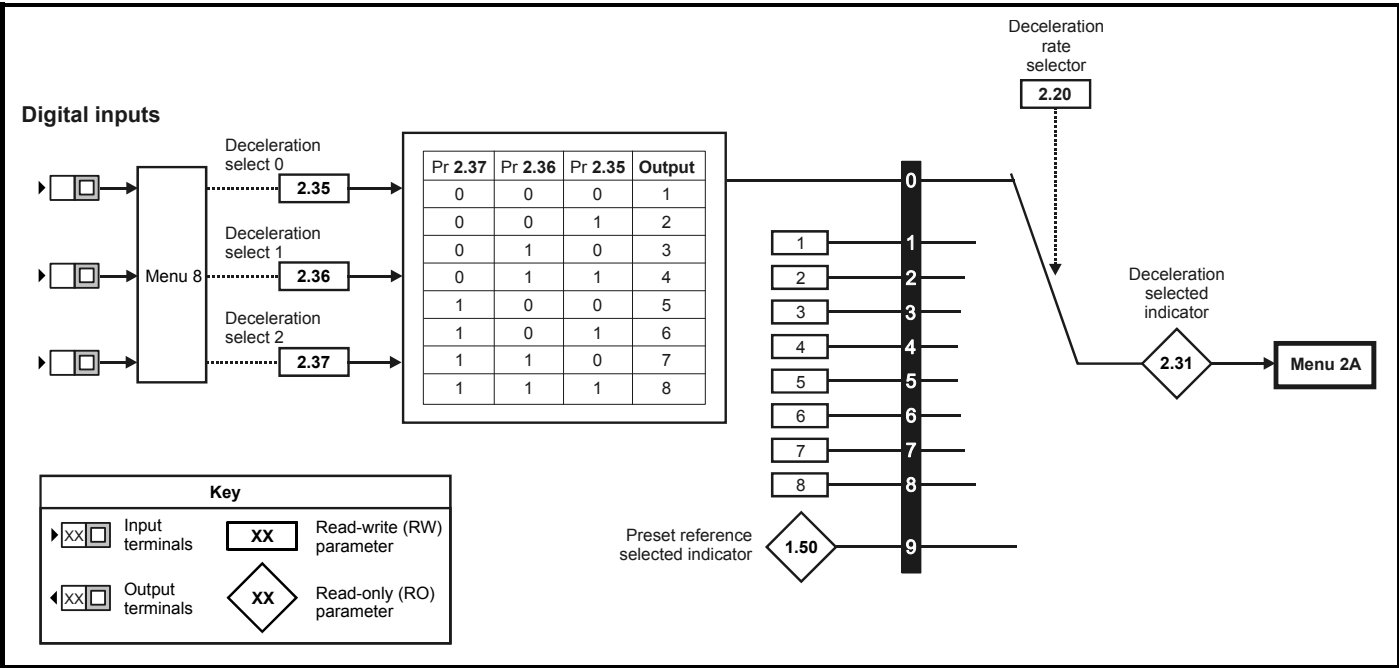 Deceleration
rate
selector
2.20
Digital inputs
Menu 8
Deceleration
select 0
2.35
Deceleration
select 1
2.36
Deceleration
select 2
2.37
Pr 2.37 Pr 2.36 Pr 2.35 Output
0 0 0 1
0 0 1 2
0 1 0 3
0 1 1 4
1 0 0 5
1 0 1 6
1 1 0 7
1 1 1 8
0
1 1
2 2
3 3
4 4
5 5
6 6
7 7
8 8
Preset reference
selected indicator
1.50
9
Deceleration
selected
indicator
2.31
Menu 2A
Key
XX
Input
terminals
XX
Read-write (RW)
parameter
XX
Output
terminals
XX
Read-only (RO)
parameter